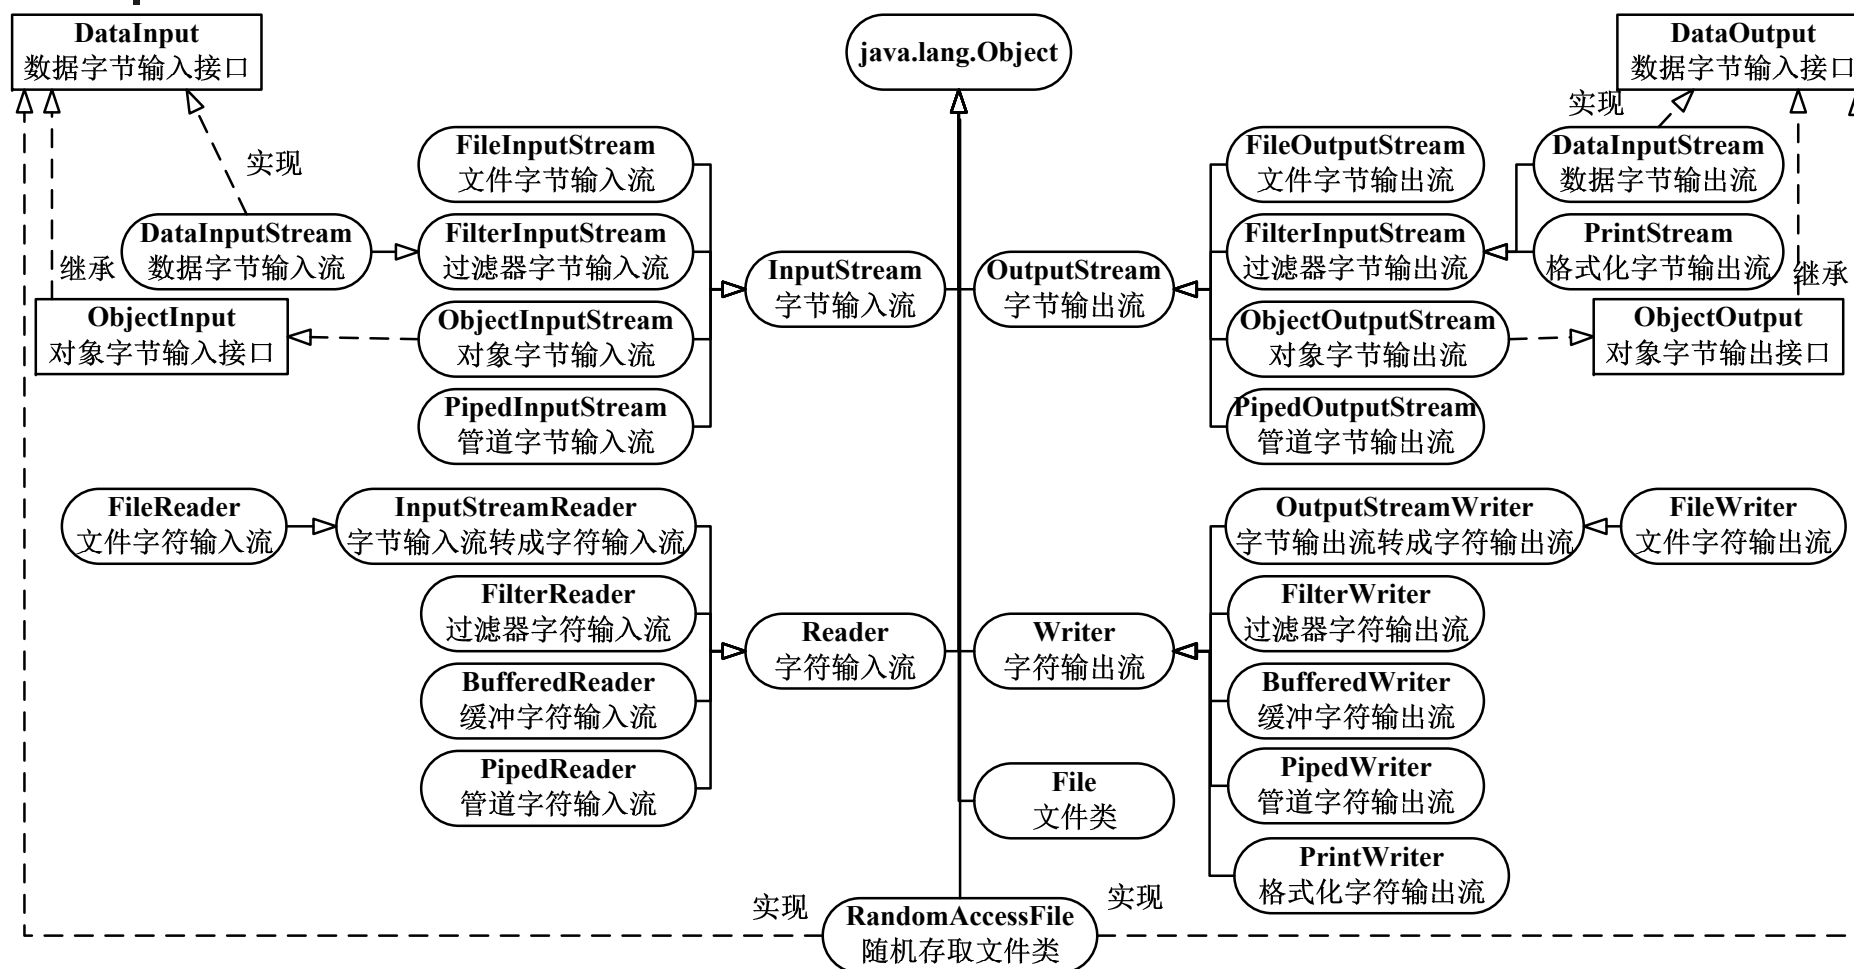 DataInput
数据字节输入接口
java.lang.Object
DataOutput
数据字节输入接口
实现
实现
FileInputStream
文件字节输入流
FileOutputStream
文件字节输出流
DataInputStream
数据字节输出流
DataInputStream
数据字节输入流
FilterInputStream
过滤器字节输入流
FilterInputStream
过滤器字节输出流
PrintStream
格式化字节输出流
继承
继承
InputStream
字节输入流
OutputStream
字节输出流
ObjectInput
对象字节输入接口
ObjectInputStream
对象字节输入流
ObjectOutputStream
对象字节输出流
ObjectOutput
对象字节输出接口
PipedInputStream
管道字节输入流
PipedOutputStream
管道字节输出流
FileReader
文件字符输入流
InputStreamReader
字节输入流转成字符输入流
OutputStreamWriter
字节输出流转成字符输出流
FileWriter
文件字符输出流
FilterReader
过滤器字符输入流
FilterWriter
过滤器字符输出流
Reader
字符输入流
Writer
字符输出流
BufferedReader
缓冲字符输入流
BufferedWriter
缓冲字符输出流
PipedReader
管道字符输入流
File
文件类
PipedWriter
管道字符输出流
PrintWriter
格式化字符输出流
实现
实现
RandomAccessFile
随机存取文件类